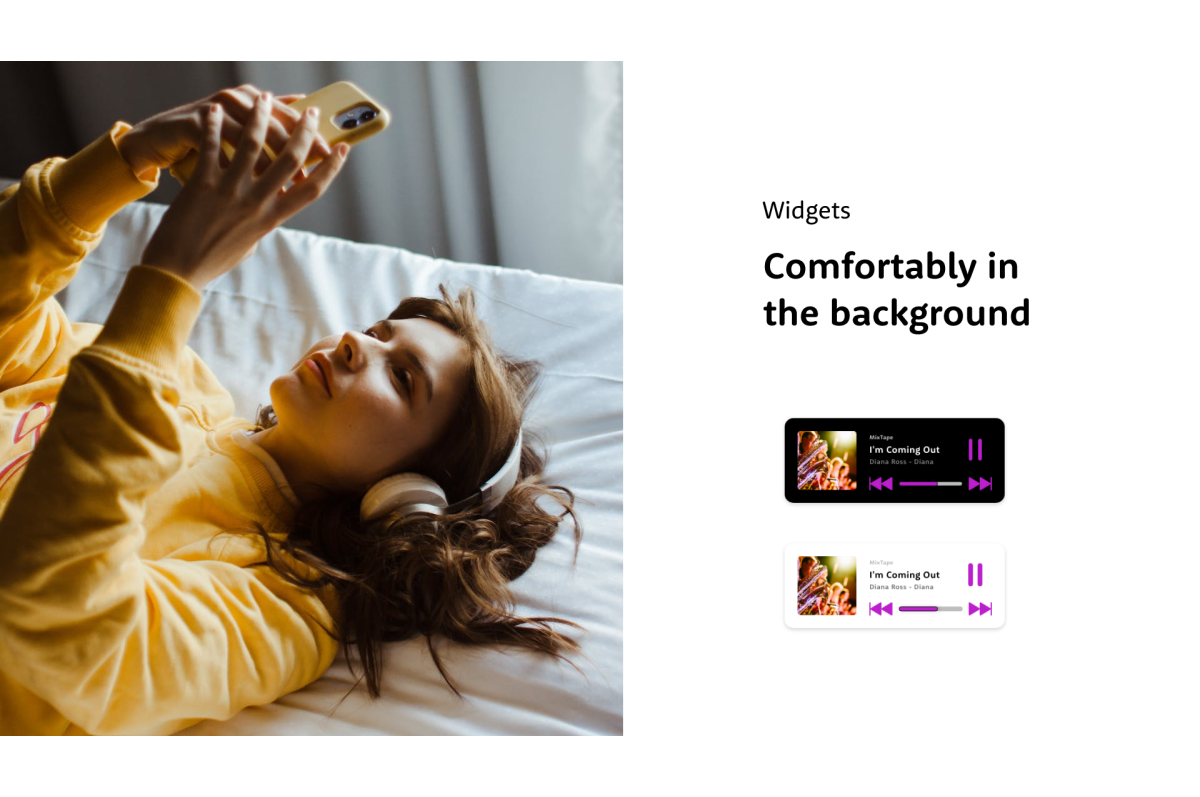 Widgets
Comfortably in
the background
MixTape
I'm Coming Out
Diana Ross - Diana
MixTape
I'm Coming Out
Diana Ross - Diana